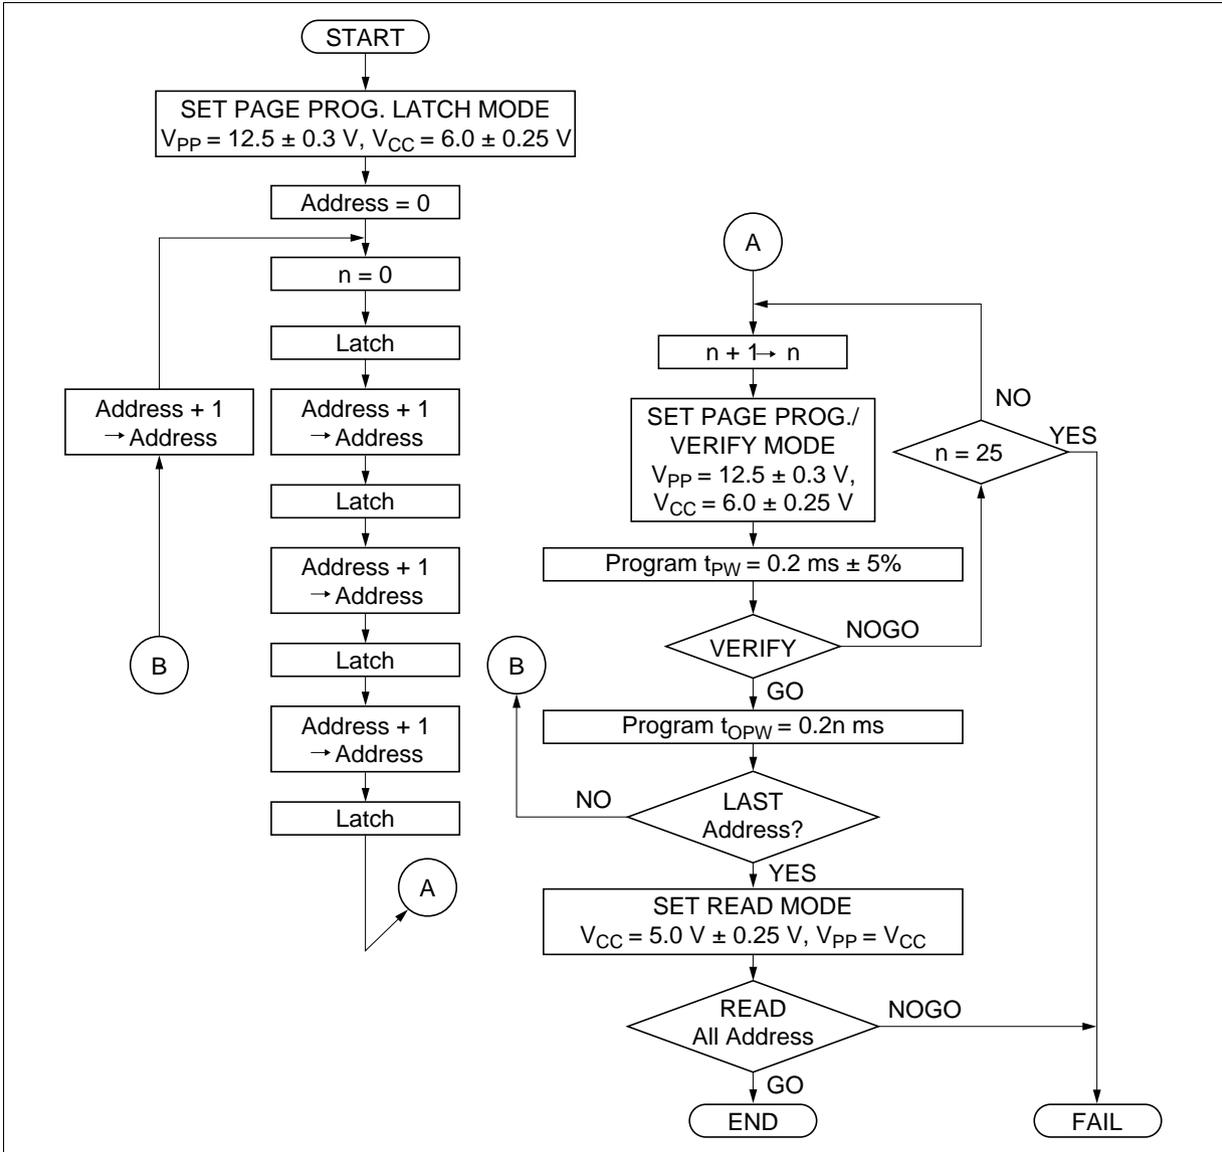 START
SET PAGE PROG. LATCH MODE
VPP = 12.5 ± 0.3 V, VCC = 6.0 ± 0.25 V
Address = 0
n = 0
Latch
Address + 1
→ Address
Latch
Address + 1
→ Address
Latch
Address + 1
→ Address
Latch
A
B
Address + 1
→ Address
A
n + 1→ n
SET PAGE PROG./
VERIFY MODE
VPP = 12.5 ± 0.3 V,
VCC = 6.0 ± 0.25 V
Program tPW = 0.2 ms ± 5%
VERIFY
NOGO
n = 25
NO
YES
GO
Program tOPW = 0.2n ms
LAST
Address?
NO
B
YES
SET READ MODE
VCC = 5.0 V ± 0.25 V, VPP = VCC
READ
All Address
NOGO
GO
END
FAIL